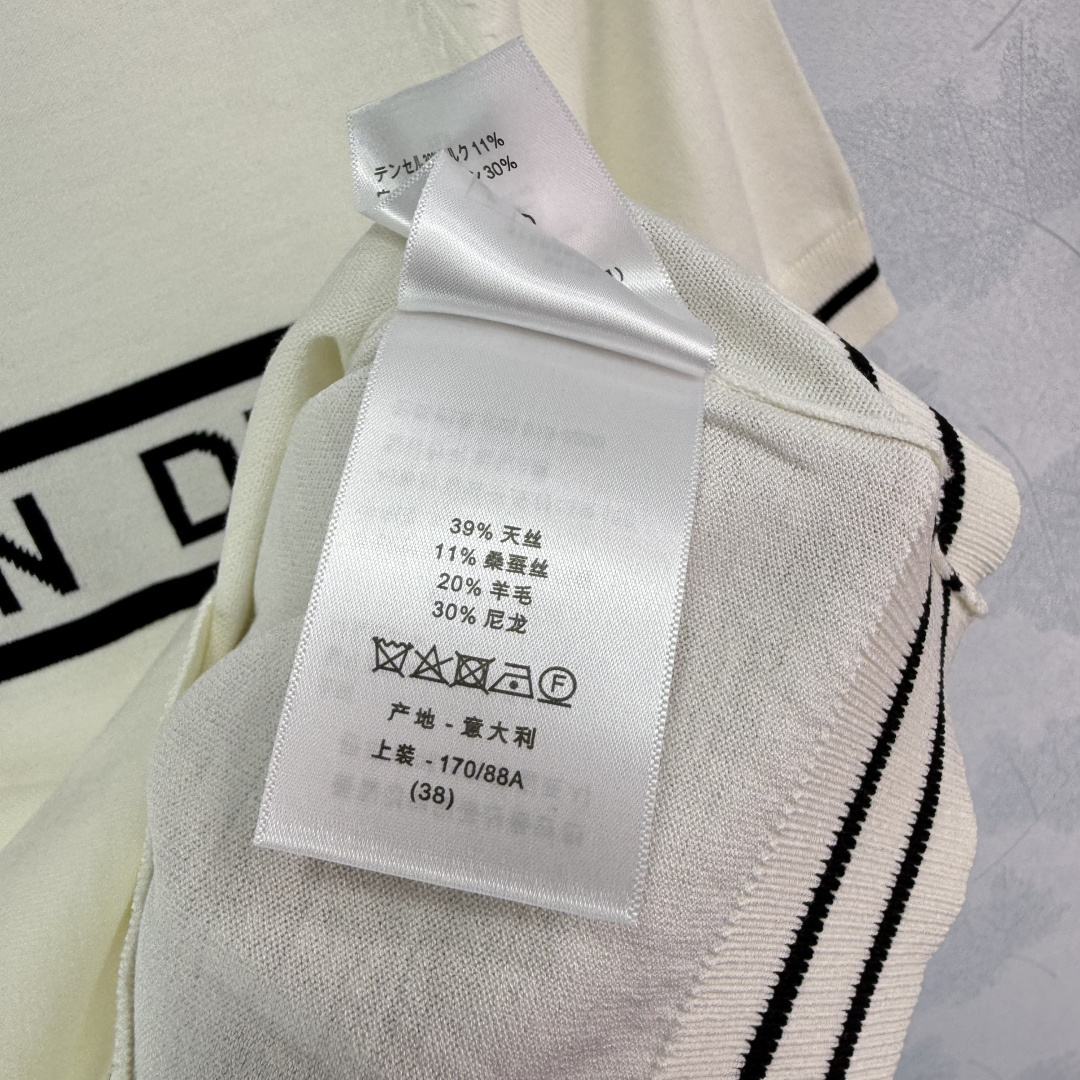 テンセル ルク 11%
ン 30%
39% 天丝
11% 桑蚕丝
20% 羊毛
30% 尼龙
F
产地 - 意大利
上装 - 170/88A
(38)
N D